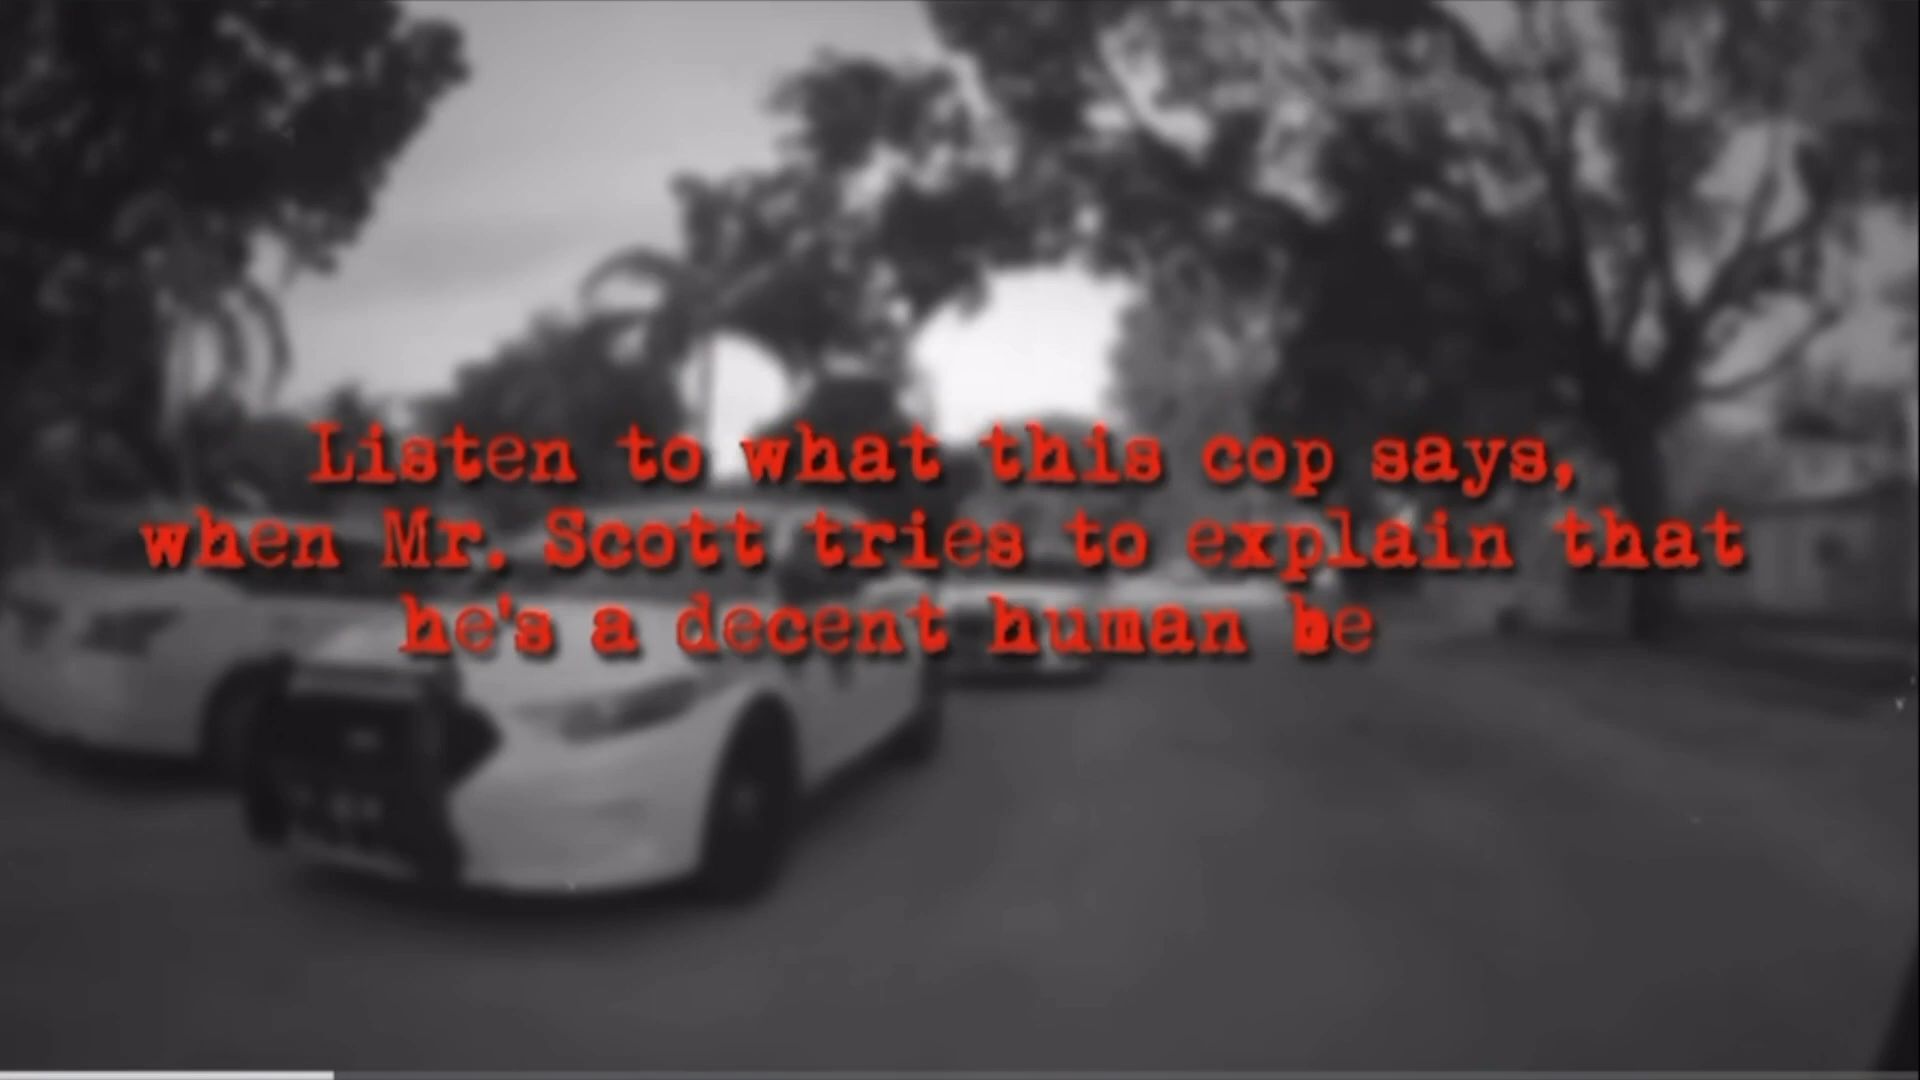 Listen to what this cop says,
when Mr. Scott tries to explain that
he's a decent human be